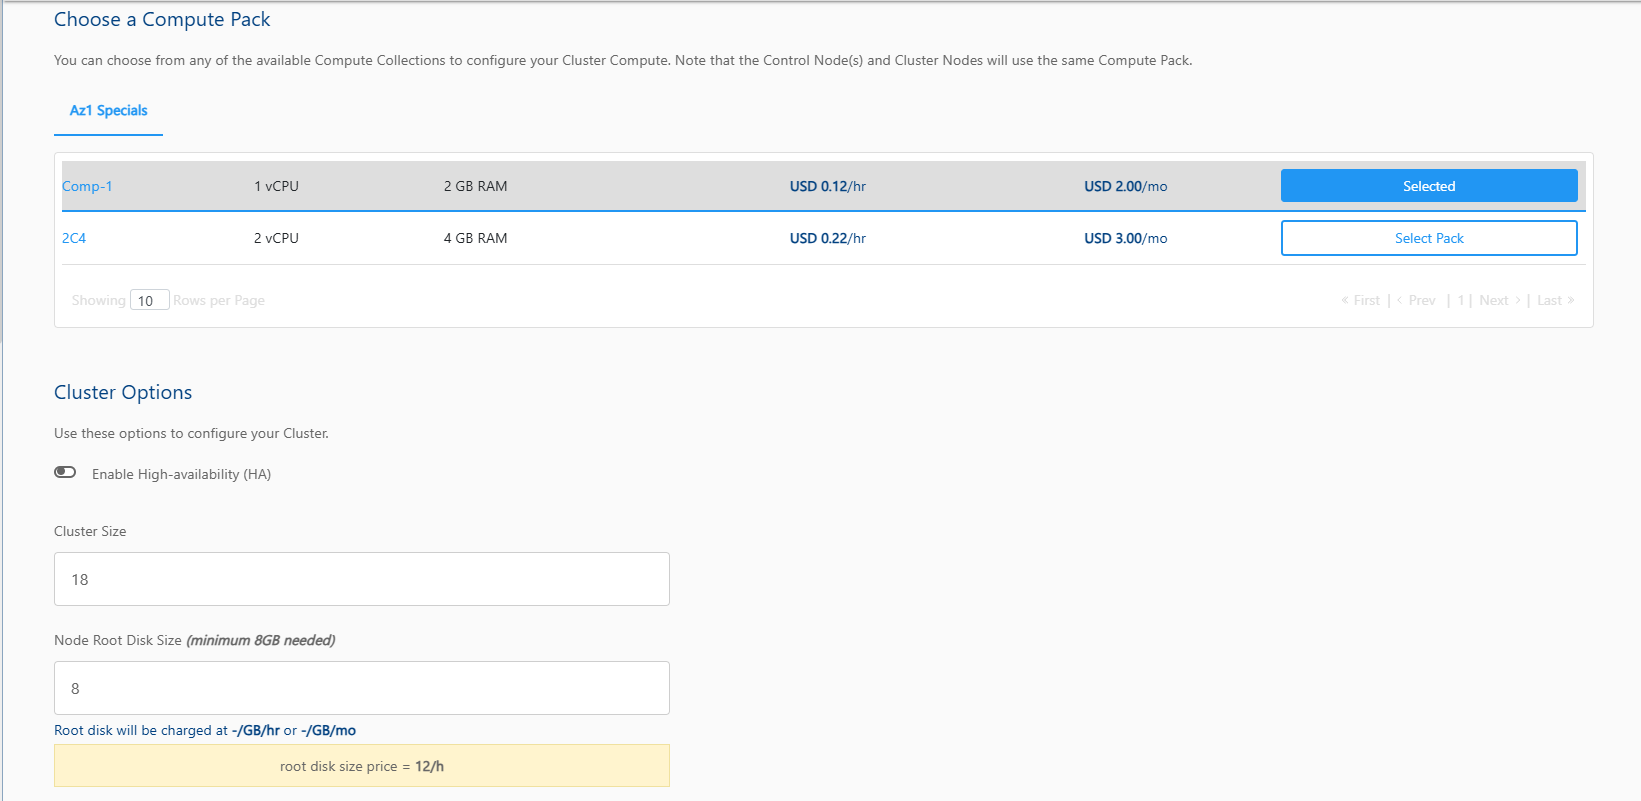 Choose a Compute Pack
You can choose from any of the available Compute Collections to configure your Cluster Compute. Note that the Control Node(s) and Cluster Nodes will use the same Compute Pack.
Az1 Specials
Comp-1 1 vCPU 2 GB RAM USD 0.12/hr USD 2.00/mo Selected
2C4 2 vCPU 4 GB RAM USD 0.22/hr USD 3.00/mo Select Pack
Showing 10 Rows per Page « First | ‹ Prev | 1 | Next › | Last »
Cluster Options
Use these options to configure your Cluster.
Enable High-availability (HA)
Cluster Size
18
Node Root Disk Size (minimum 8GB needed)
8
Root disk will be charged at -/GB/hr or -/GB/mo
root disk size price = 12/h